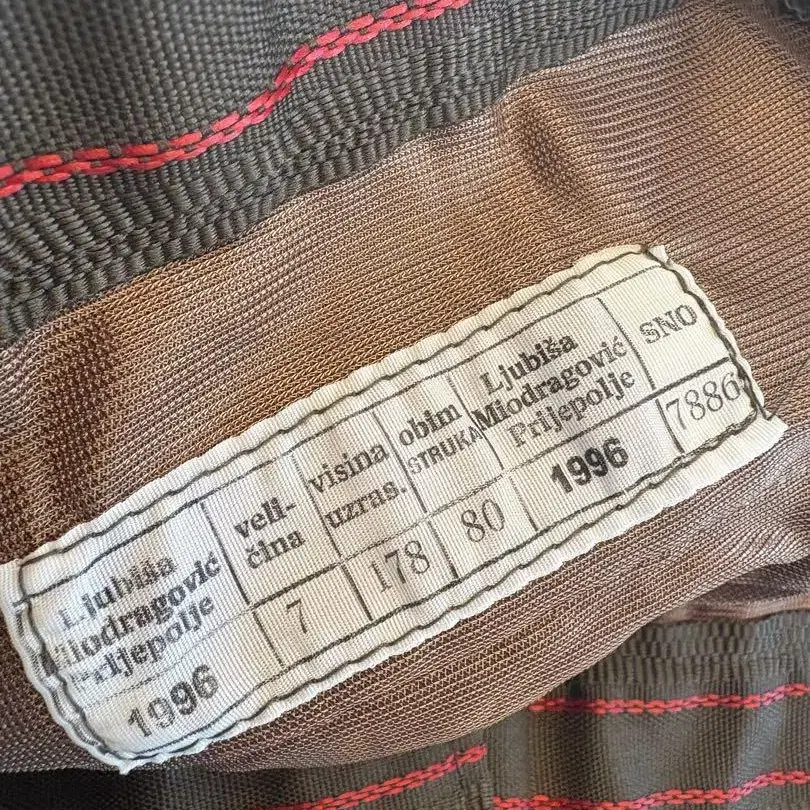 Ljubiša
Miodragović
Prijepolje
1996
veli-
čina
7
visina
uzras.
178
obim
STRUKA
80
Ljubiša
Miodragović
Prijepolje
1996
SNO
7886